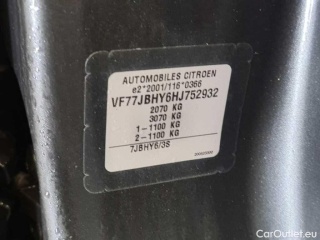 AUTOMOBILES CITROEN
e2*2001/116*0366
VF77JBHY6HJ752932
2070 KG
3070 KG
1-1100 KG
2-1100 KG
7JBHY6/3S
CarOutlet.eu